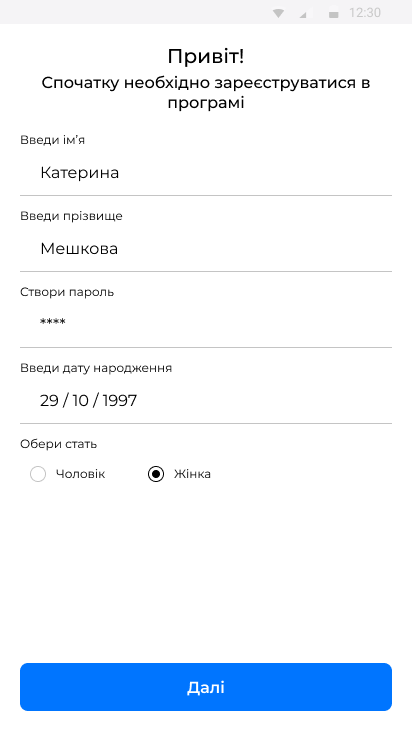 12:30
Привіт!
Спочатку необхідно зареєструватися в
програмі
Введи ім’я
Катерина
Введи прізвище
Мешкова
Створи пароль
****
Введи дату народження
29 / 10 / 1997
Обери стать
Чоловік
Жінка
Далі